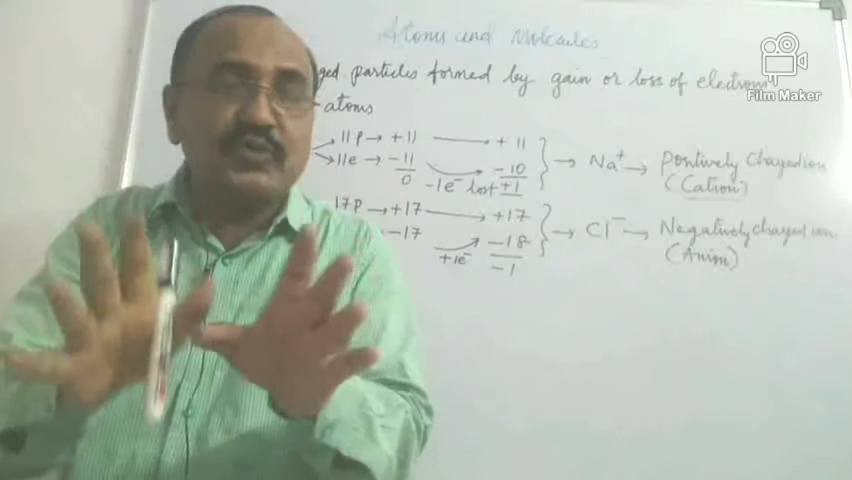 Atoms and Molecules
ged particles formed by gain or loss of electrons
atoms
11p → +11 → +11
11e → -11 -10 → Na+ → Positively Charged ion
0 -1e- lost +1 (Cation)
17p → +17 → +17
-17 -18 → Cl- → Negatively charged ion
+1e- -1 (Anion)
Film Maker